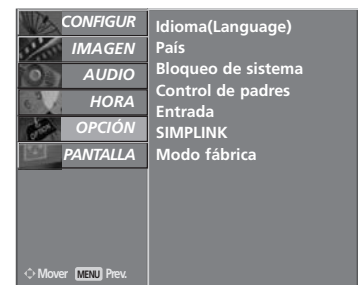 CONFIGUR
IMAGEN
AUDIO
HORA
OPCIÓN
PANTALLA
Idioma(Language)
País
Bloqueo de sistema
Control de padres
Entrada
SIMPLINK
Modo fábrica
Mover MENU Prev.